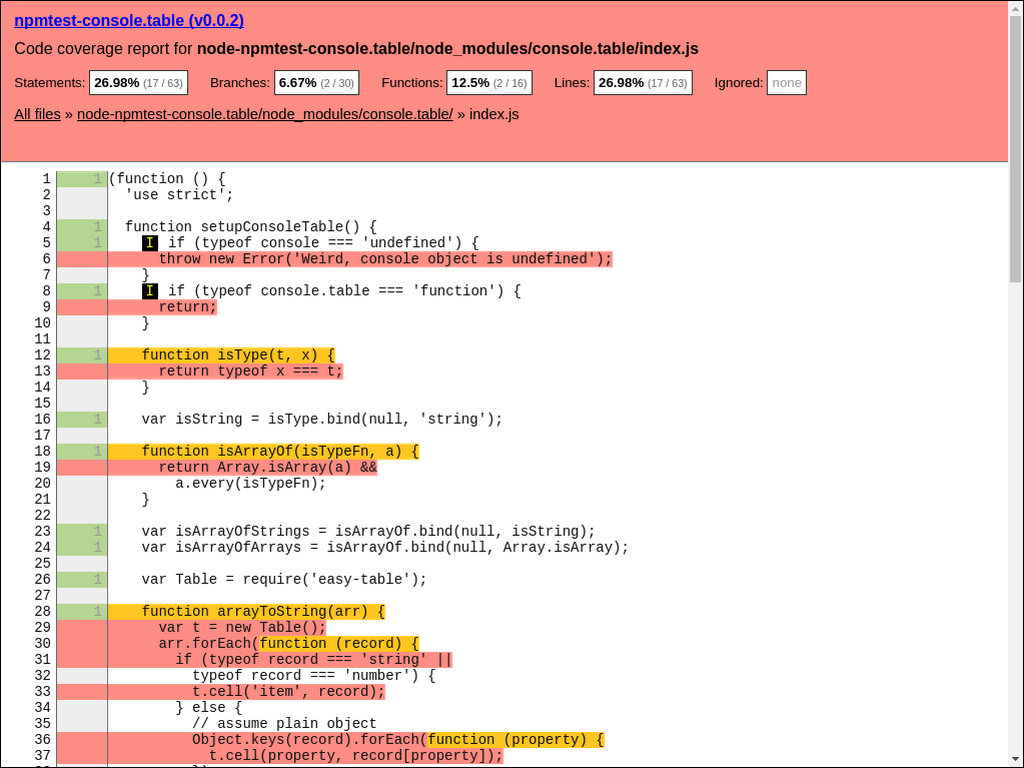 npmtest-console.table (v0.0.2)
Code coverage report for node-npmtest-console.table/node_modules/console.table/index.js
Statements: 26.98% (17 / 63) Branches: 6.67% (2 / 30) Functions: 12.5% (2 / 16) Lines: 26.98% (17 / 63) Ignored: none
All files » node-npmtest-console.table/node_modules/console.table/ » index.js
1 1 (function () {
2 'use strict';
3
4 1 function setupConsoleTable() {
5 1 I if (typeof console === 'undefined') {
6 throw new Error('Weird, console object is undefined');
7 }
8 1 I if (typeof console.table === 'function') {
9 return;
10 }
11
12 1 function isType(t, x) {
13 return typeof x === t;
14 }
15
16 1 var isString = isType.bind(null, 'string');
17
18 1 function isArrayOf(isTypeFn, a) {
19 return Array.isArray(a) &&
20 a.every(isTypeFn);
21 }
22
23 1 var isArrayOfStrings = isArrayOf.bind(null, isString);
24 1 var isArrayOfArrays = isArrayOf.bind(null, Array.isArray);
25
26 1 var Table = require('easy-table');
27
28 1 function arrayToString(arr) {
29 var t = new Table();
30 arr.forEach(function (record) {
31 if (typeof record === 'string' ||
32 typeof record === 'number') {
33 t.cell('item', record);
34 } else {
35 // assume plain object
36 Object.keys(record).forEach(function (property) {
37 t.cell(property, record[property]);